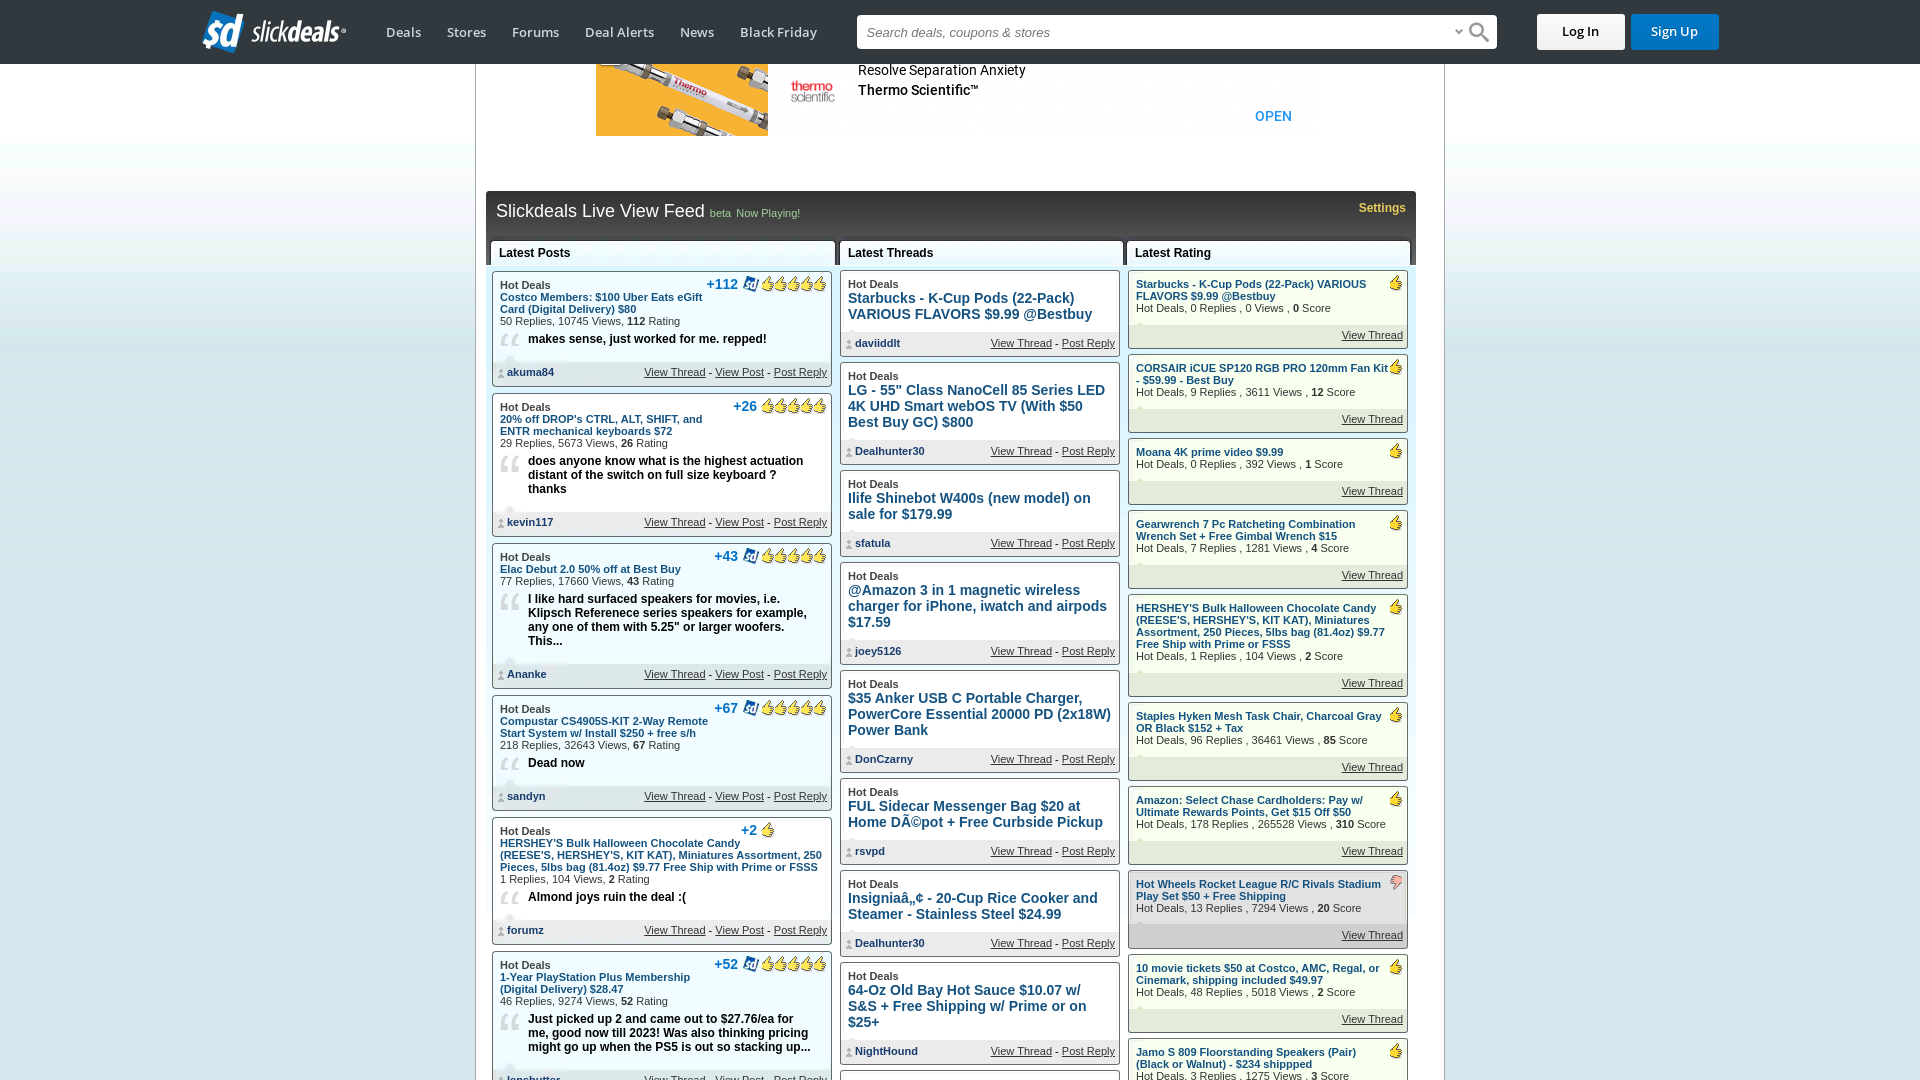 sd slickdeals
Deals
Stores
Forums
Deal Alerts
News
Black Friday
Search deals, coupons & stores
Log In
Sign Up
Thermo
thermo
scientific
Resolve Separation Anxiety
Thermo Scientific™
OPEN
Slickdeals Live View Feed beta Now Playing!
Settings
Latest Posts
Hot Deals
+112
Costco Members: $100 Uber Eats eGift
Card (Digital Delivery) $80
50 Replies, 10745 Views, 112 Rating
makes sense, just worked for me. repped!
akuma84
View Thread - View Post - Post Reply
Hot Deals
+26
20% off DROP's CTRL, ALT, SHIFT, and
ENTR mechanical keyboards $72
29 Replies, 5673 Views, 26 Rating
does anyone know what is the highest actuation
distant of the switch on full size keyboard ?
thanks
kevin117
View Thread - View Post - Post Reply
Hot Deals
+43
Elac Debut 2.0 50% off at Best Buy
77 Replies, 17660 Views, 43 Rating
I like hard surfaced speakers for movies, i.e.
Klipsch Referenece series speakers for example,
any one of them with 5.25" or larger woofers.
This...
Ananke
View Thread - View Post - Post Reply
Hot Deals
+67
Compustar CS4905S-KIT 2-Way Remote
Start System w/ Install $250 + free s/h
218 Replies, 32643 Views, 67 Rating
Dead now
sandyn
View Thread - View Post - Post Reply
Hot Deals
+2
HERSHEY'S Bulk Halloween Chocolate Candy
(REESE'S, HERSHEY'S, KIT KAT), Miniatures Assortment, 250
Pieces, 5lbs bag (81.4oz) $9.77 Free Ship with Prime or FSSS
1 Replies, 104 Views, 2 Rating
Almond joys ruin the deal :(
forumz
View Thread - View Post - Post Reply
Hot Deals
+52
1-Year PlayStation Plus Membership
(Digital Delivery) $28.47
46 Replies, 9274 Views, 52 Rating
Just picked up 2 and came out to $27.76/ea for
me, good now till 2023! Was also thinking pricing
might go up when the PS5 is out so stacking up...
View Thread - View Post - Post Reply
Latest Threads
Hot Deals
Starbucks - K-Cup Pods (22-Pack)
VARIOUS FLAVORS $9.99 @Bestbuy
daviiddlt
View Thread - Post Reply
Hot Deals
LG - 55" Class NanoCell 85 Series LED
4K UHD Smart webOS TV (With $50
Best Buy GC) $800
Dealhunter30
View Thread - Post Reply
Hot Deals
Ilife Shinebot W400s (new model) on
sale for $179.99
sfatula
View Thread - Post Reply
Hot Deals
@Amazon 3 in 1 magnetic wireless
charger for iPhone, iwatch and airpods
$17.59
joey5126
View Thread - Post Reply
Hot Deals
$35 Anker USB C Portable Charger,
PowerCore Essential 20000 PD (2x18W)
Power Bank
DonCzarny
View Thread - Post Reply
Hot Deals
FUL Sidecar Messenger Bag $20 at
Home DÃ©pot + Free Curbside Pickup
rsvpd
View Thread - Post Reply
Hot Deals
Insigniaâ„¢ - 20-Cup Rice Cooker and
Steamer - Stainless Steel $24.99
Dealhunter30
View Thread - Post Reply
Hot Deals
64-Oz Old Bay Hot Sauce $10.07 w/
S&S + Free Shipping w/ Prime or on
$25+
NightHound
View Thread - Post Reply
Latest Rating
Starbucks - K-Cup Pods (22-Pack) VARIOUS
FLAVORS $9.99 @Bestbuy
Hot Deals, 0 Replies , 0 Views , 0 Score
View Thread
CORSAIR iCUE SP120 RGB PRO 120mm Fan Kit
- $59.99 - Best Buy
Hot Deals, 9 Replies , 3611 Views , 12 Score
View Thread
Moana 4K prime video $9.99
Hot Deals, 0 Replies , 392 Views , 1 Score
View Thread
Gearwrench 7 Pc Ratcheting Combination
Wrench Set + Free Gimbal Wrench $15
Hot Deals, 7 Replies , 1281 Views , 4 Score
View Thread
HERSHEY'S Bulk Halloween Chocolate Candy
(REESE'S, HERSHEY'S, KIT KAT), Miniatures
Assortment, 250 Pieces, 5lbs bag (81.4oz) $9.77
Free Ship with Prime or FSSS
Hot Deals, 1 Replies , 104 Views , 2 Score
View Thread
Staples Hyken Mesh Task Chair, Charcoal Gray
OR Black $152 + Tax
Hot Deals, 96 Replies , 36461 Views , 85 Score
View Thread
Amazon: Select Chase Cardholders: Pay w/
Ultimate Rewards Points, Get $15 Off $50
Hot Deals, 178 Replies , 265528 Views , 310 Score
View Thread
Hot Wheels Rocket League R/C Rivals Stadium
Play Set $50 + Free Shipping
Hot Deals, 13 Replies , 7294 Views , 20 Score
View Thread
10 movie tickets $50 at Costco, AMC, Regal, or
Cinemark, shipping included $49.97
Hot Deals, 48 Replies , 5018 Views , 2 Score
View Thread
Jamo S 809 Floorstanding Speakers (Pair)
(Black or Walnut) - $234 shippped
Hot Deals, 3 Replies , 1275 Views , 3 Score